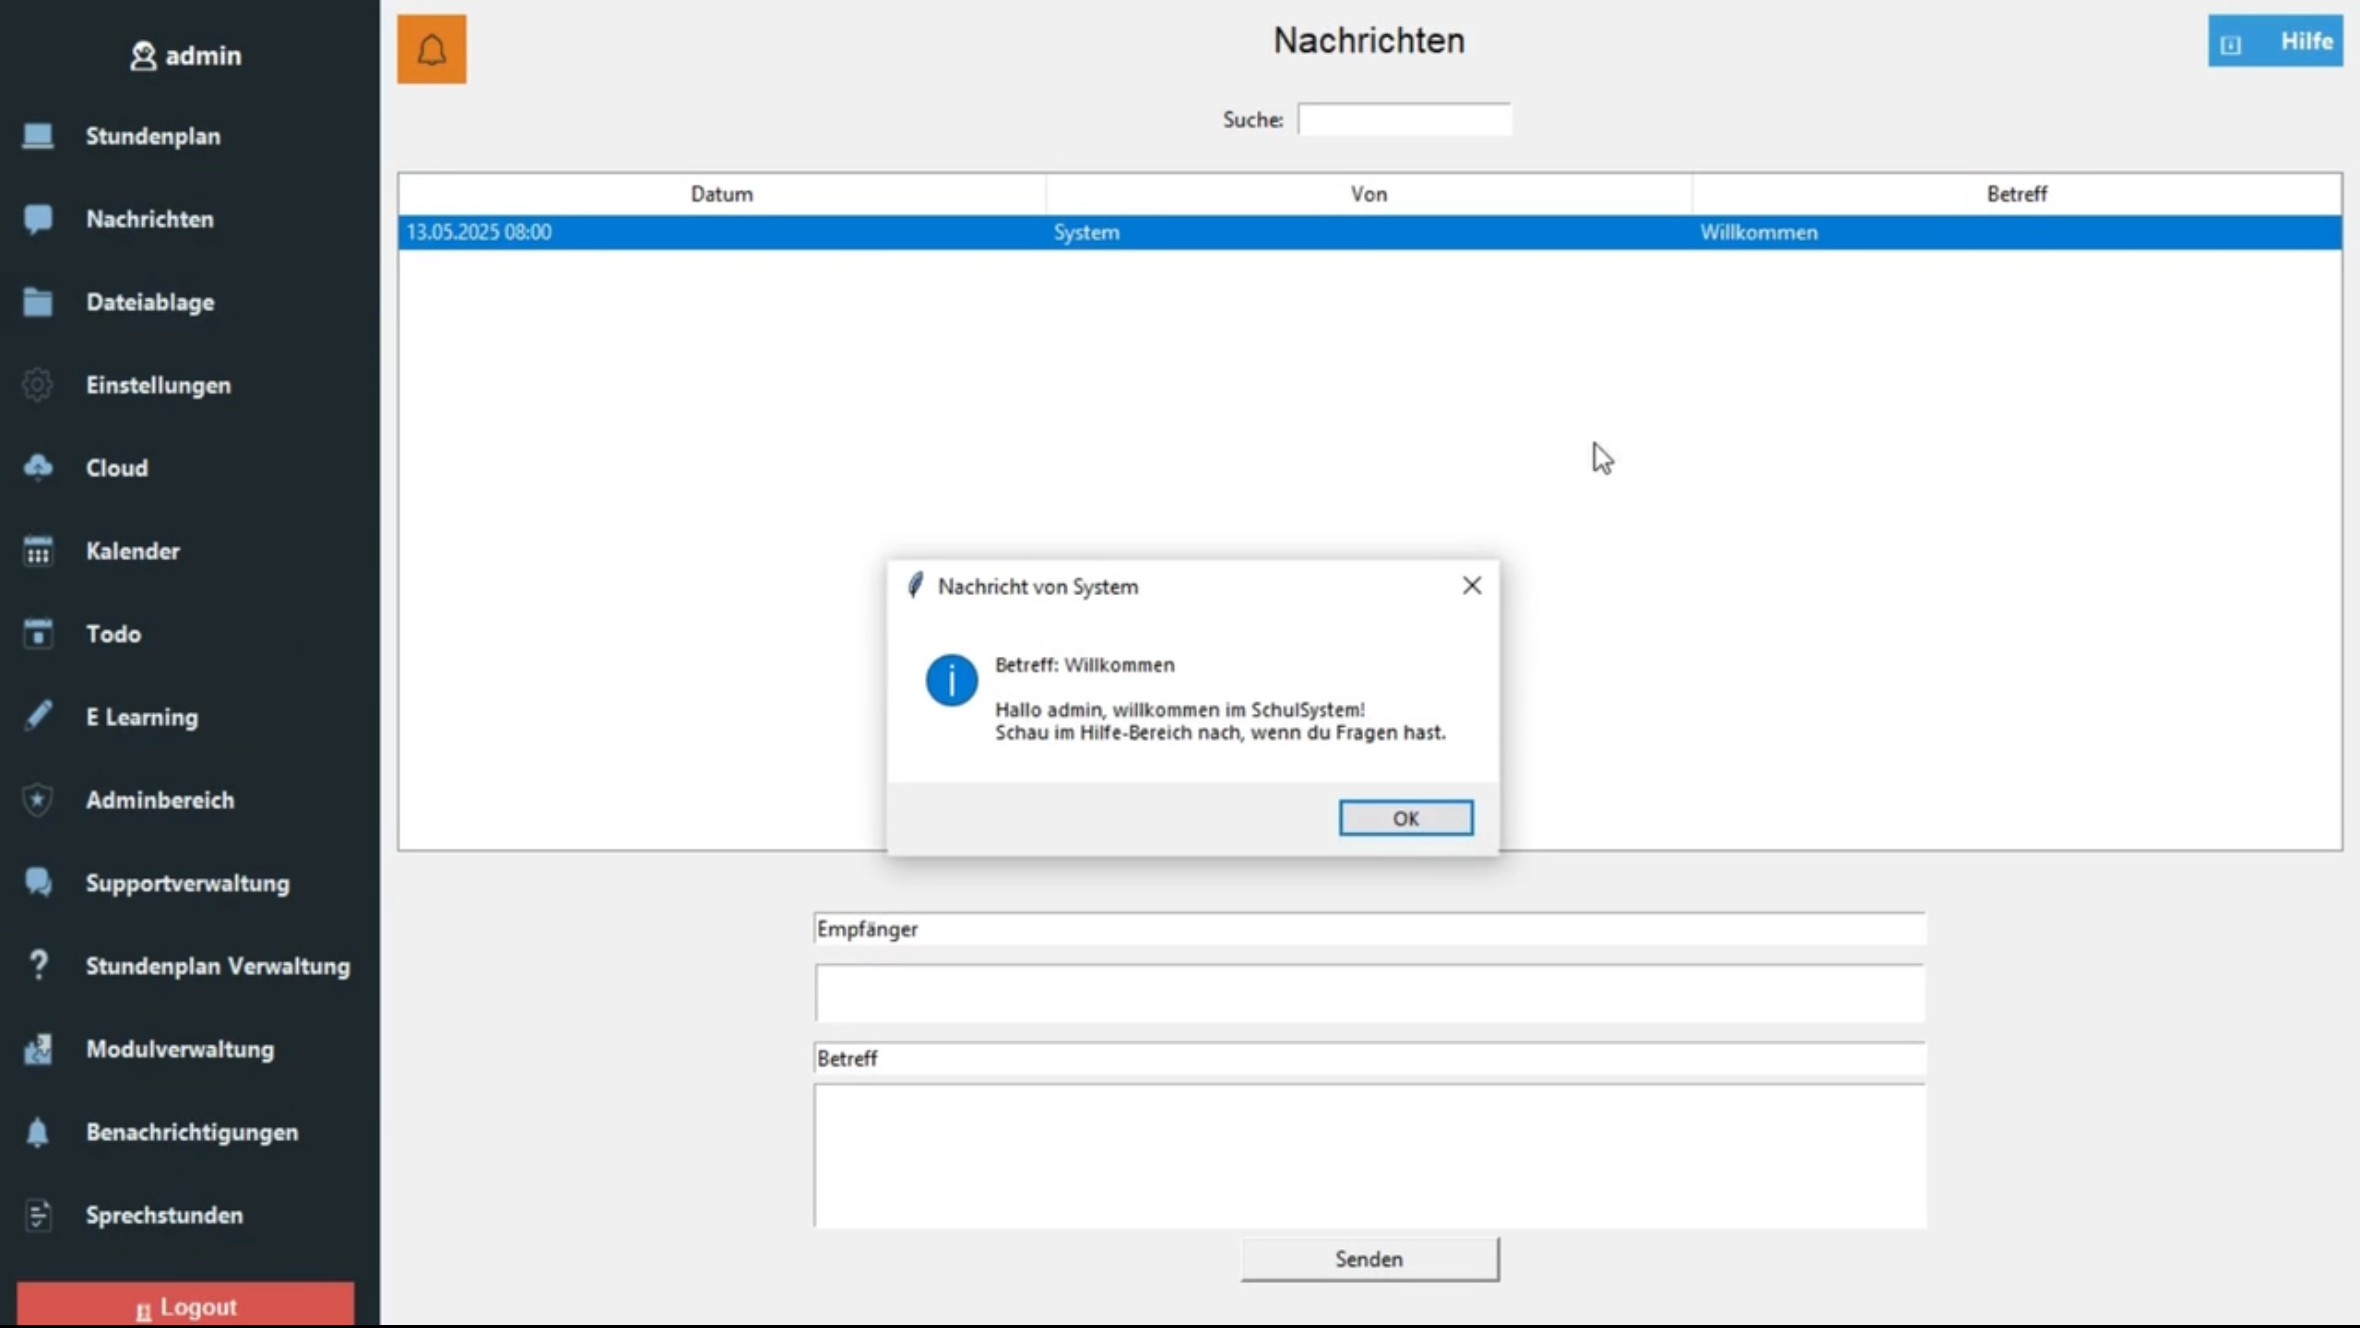 admin
Stundenplan
Nachrichten
Dateiablage
Einstellungen
Cloud
Kalender
Todo
E Learning
Adminbereich
Supportverwaltung
Stundenplan Verwaltung
Modulverwaltung
Benachrichtigungen
Sprechstunden
Logout
Nachrichten
Hilfe
Suche:
Datum Von Betreff
13.05.2025 08:00 System Willkommen
Nachricht von System
Betreff: Willkommen
Hallo admin, willkommen im SchulSystem!
Schau im Hilfe-Bereich nach, wenn du Fragen hast.
OK
Empfänger
Betreff
Senden